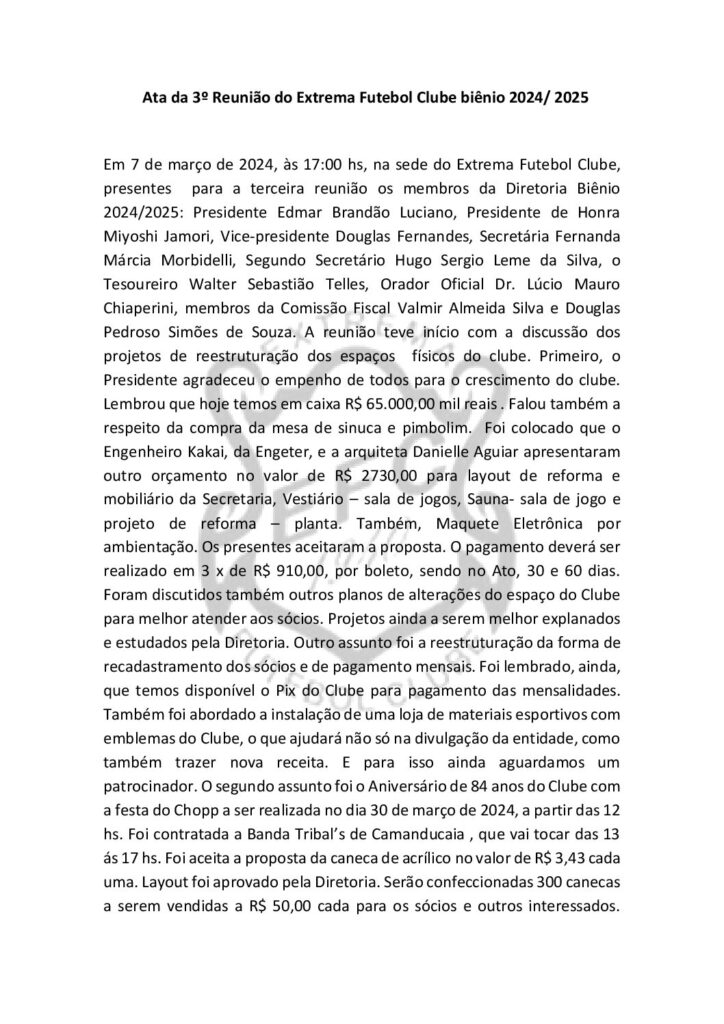 Ata da 3º Reunião do Extrema Futebol Clube biênio 2024/ 2025
Em 7 de março de 2024, às 17:00 hs, na sede do Extrema Futebol Clube,
presentes para a terceira reunião os membros da Diretoria Biênio
2024/2025: Presidente Edmar Brandão Luciano, Presidente de Honra
Miyoshi Jamori, Vice-presidente Douglas Fernandes, Secretária Fernanda
Márcia Morbidelli, Segundo Secretário Hugo Sergio Leme da Silva, o
Tesoureiro Walter Sebastião Telles, Orador Oficial Dr. Lúcio Mauro
Chiaperini, membros da Comissão Fiscal Valmir Almeida Silva e Douglas
Pedroso Simões de Souza. A reunião teve início com a discussão dos
projetos de reestruturação dos espaços físicos do clube. Primeiro, o
Presidente agradeceu o empenho de todos para o crescimento do clube.
Lembrou que hoje temos em caixa R$ 65.000,00 mil reais . Falou também a
respeito da compra da mesa de sinuca e pimbolim. Foi colocado que o
Engenheiro Kakai, da Engeter, e a arquiteta Danielle Aguiar apresentaram
outro orçamento no valor de R$ 2730,00 para layout de reforma e
mobiliário da Secretaria, Vestiário – sala de jogos, Sauna- sala de jogo e
projeto de reforma – planta. Também, Maquete Eletrônica por
ambientação. Os presentes aceitaram a proposta. O pagamento deverá ser
realizado em 3 x de R$ 910,00, por boleto, sendo no Ato, 30 e 60 dias.
Foram discutidos também outros planos de alterações do espaço do Clube
para melhor atender aos sócios. Projetos ainda a serem melhor explanados
e estudados pela Diretoria. Outro assunto foi a reestruturação da forma de
recadastramento dos sócios e de pagamento mensais. Foi lembrado, ainda,
que temos disponível o Pix do Clube para pagamento das mensalidades.
Também foi abordado a instalação de uma loja de materiais esportivos com
emblemas do Clube, o que ajudará não só na divulgação da entidade, como
também trazer nova receita. E para isso ainda aguardamos um
patrocinador. O segundo assunto foi o Aniversário de 84 anos do Clube com
a festa do Chopp a ser realizada no dia 30 de março de 2024, a partir das 12
hs. Foi contratada a Banda Tribal's de Camanducaia , que vai tocar das 13
ás 17 hs. Foi aceita a proposta da caneca de acrílico no valor de R$ 3,43 cada
uma. Layout foi aprovado pela Diretoria. Serão confeccionadas 300 canecas
a serem vendidas a R$ 50,00 cada para os sócios e outros interessados.
EXTREMA
EFC
FUTEBOL CLUBE